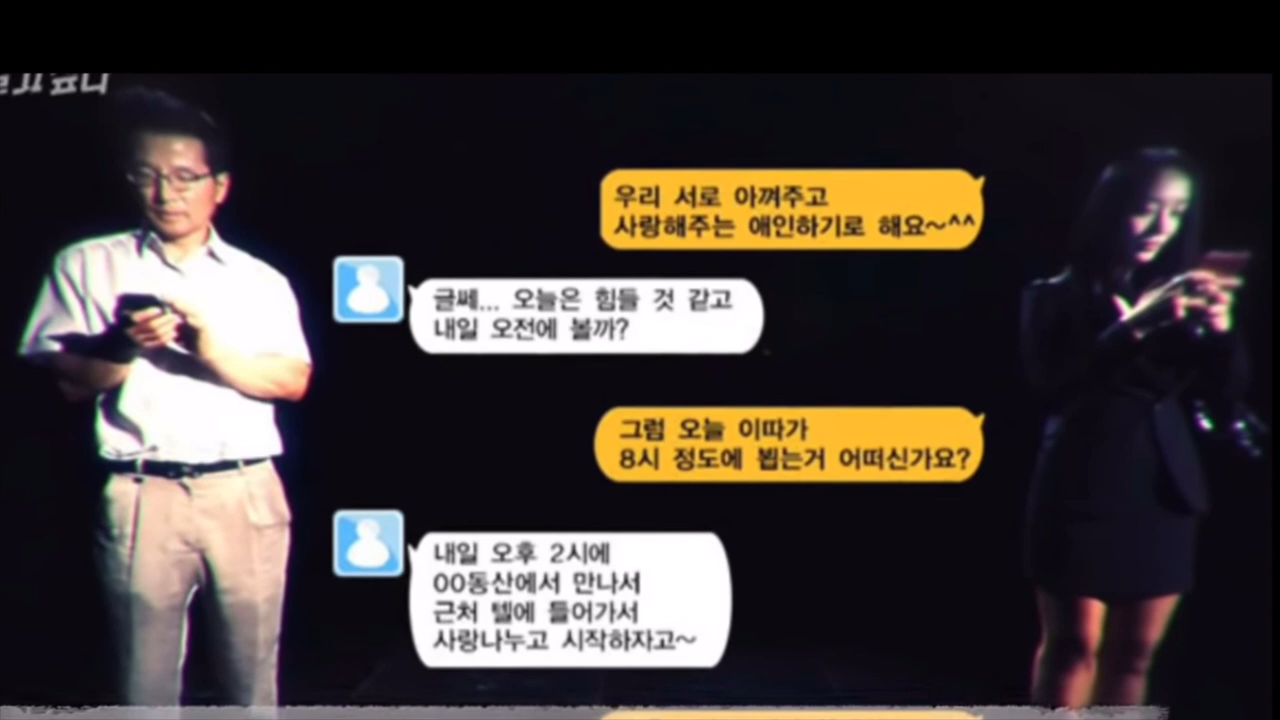 우리 서로 아껴주고
사랑해주는 애인하기로 해요~^^
글쎄... 오늘은 힘들 것 같고
내일 오전에 볼까?
그럼 오늘 이따가
8시 정도에 뵙는거 어떠신가요?
내일 오후 2시에
OO동산에서 만나서
근처 텔에 들어가서
사랑나누고 시작하자고~